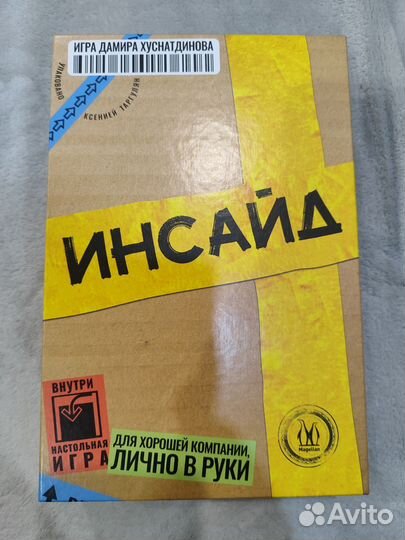 ИГРА ДАМИРА ХУСНАТДИНОВА
УПАКОВАНО
КСЕНИЕЙ ТАРГУЛЯН
ИНСАЙД
ВНУТРИ
НАСТОЛЬНАЯ
ИГРА
ДЛЯ ХОРОШЕЙ КОМПАНИИ,
ЛИЧНО В РУКИ
Magellan
Avito